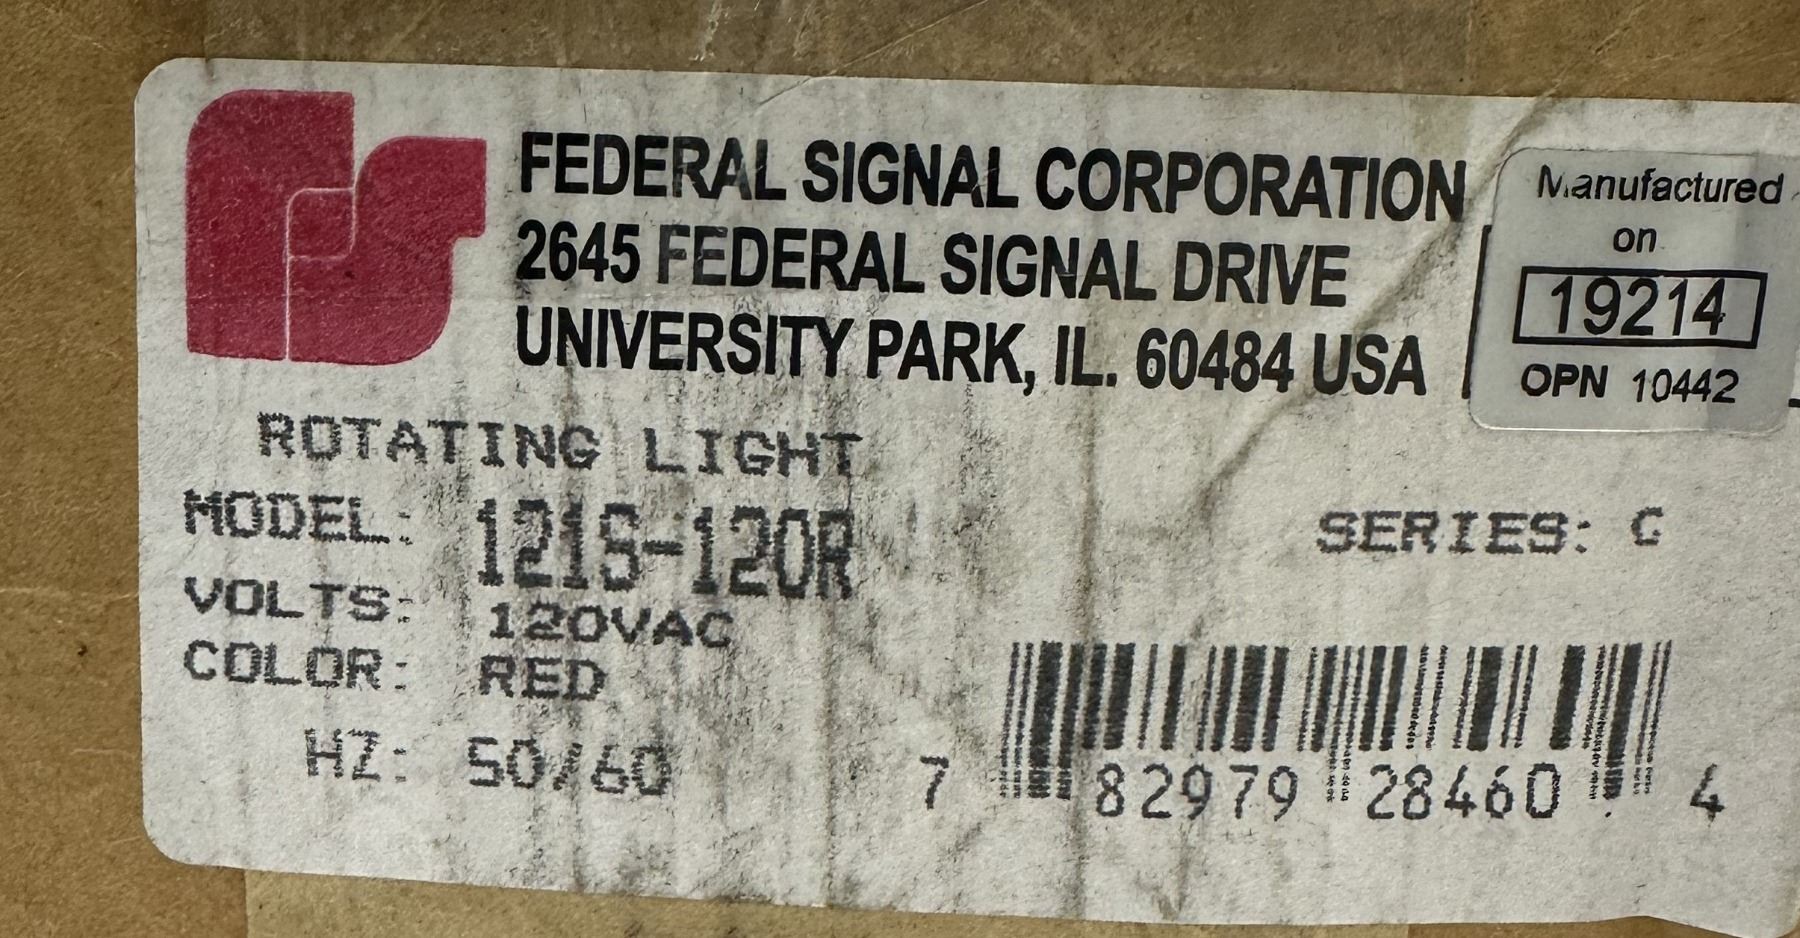 FEDERAL SIGNAL CORPORATION
2645 FEDERAL SIGNAL DRIVE
UNIVERSITY PARK, IL. 60484 USA
Manufactured
on
19214
OPN 10442
ROTATING LIGHT
MODEL: 121S-120R
SERIES: G
VOLTS: 120VAC
COLOR: RED
HZ: 50/60
7 82979 28460 4